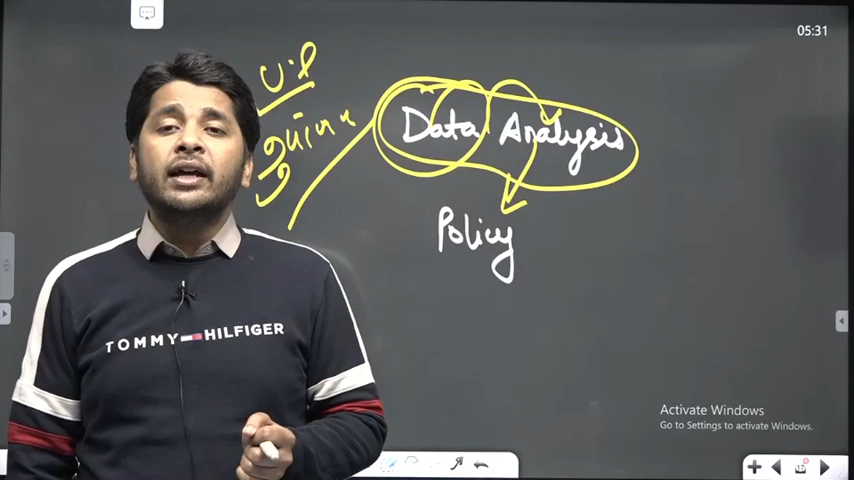 05:31
U.P
Data Analysis
Policy
TOMMY HILFIGER
Activate Windows
Go to Settings to activate Windows.